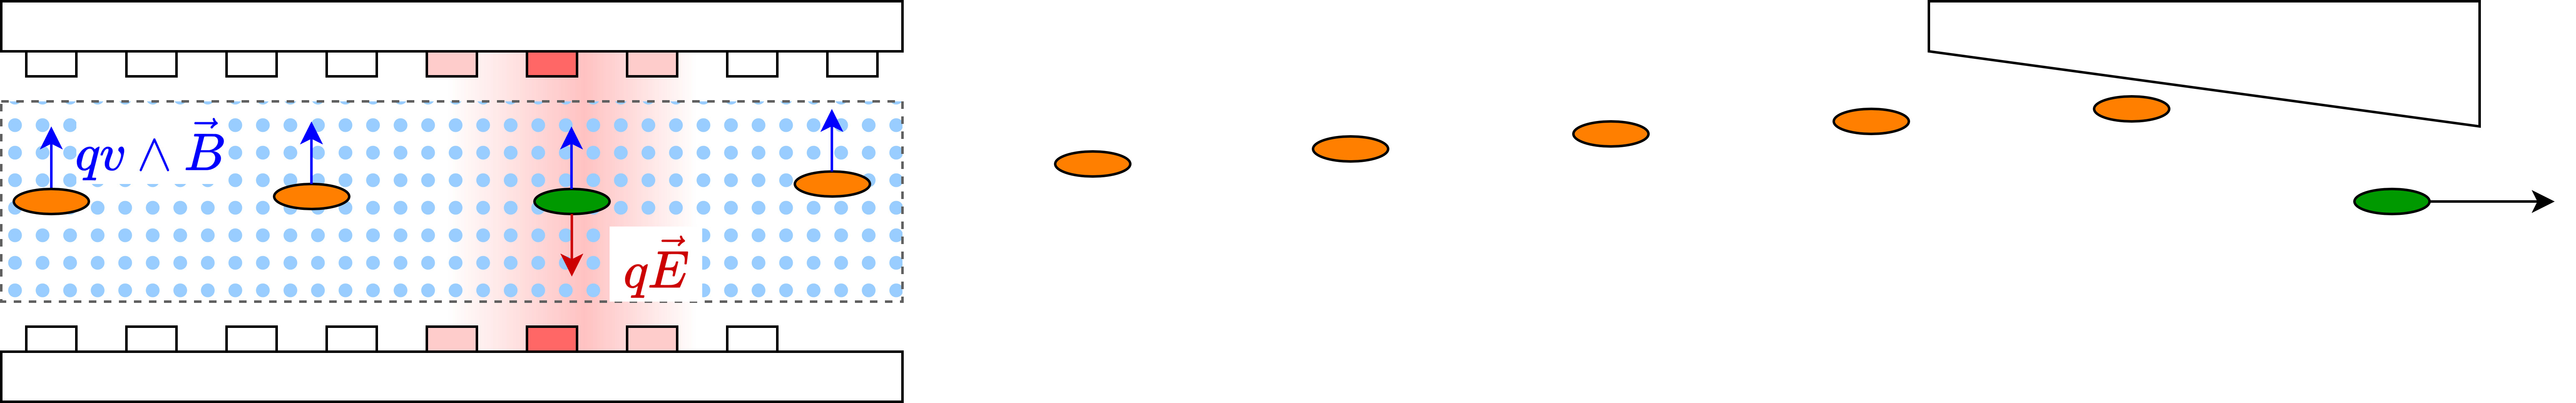 qv ∧ B⃗
qE⃗